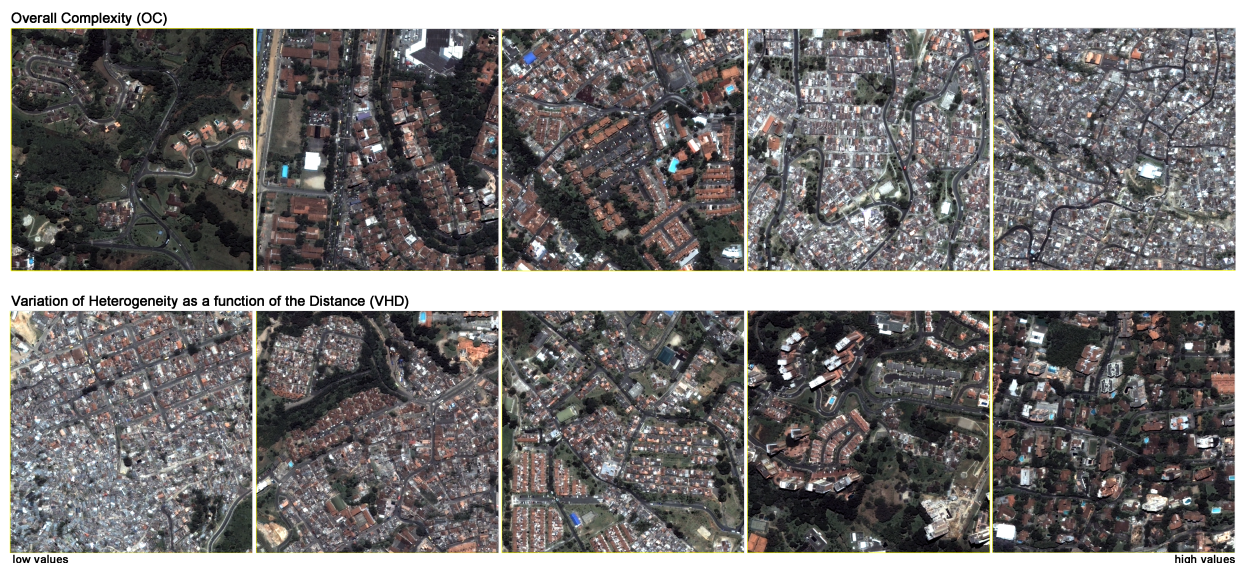 Overall Complexity (OC)
Variation of Heterogeneity as a function of the Distance (VHD)
low values
high values